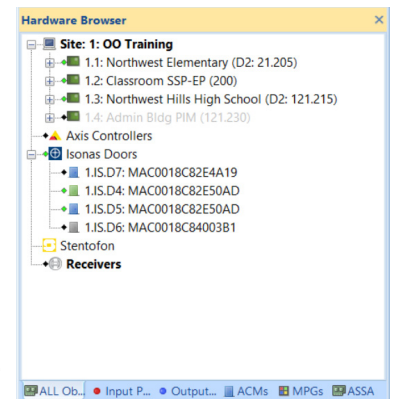 Hardware Browser
Site: 1: OO Training
1.1: Northwest Elementary (D2: 21.205)
1.2: Classroom SSP-EP (200)
1.3: Northwest Hills High School (D2: 121.215)
1.4: Admin Bldg PIM (121.230)
Axis Controllers
Isonas Doors
1.IS.D7: MAC0018C82E4A19
1.IS.D4: MAC0018C82E50AD
1.IS.D5: MAC0018C82E50AD
1.IS.D6: MAC0018C84003B1
Stentofon
Receivers
ALL Ob... Input P... Output... ACMs MPGs ASSA